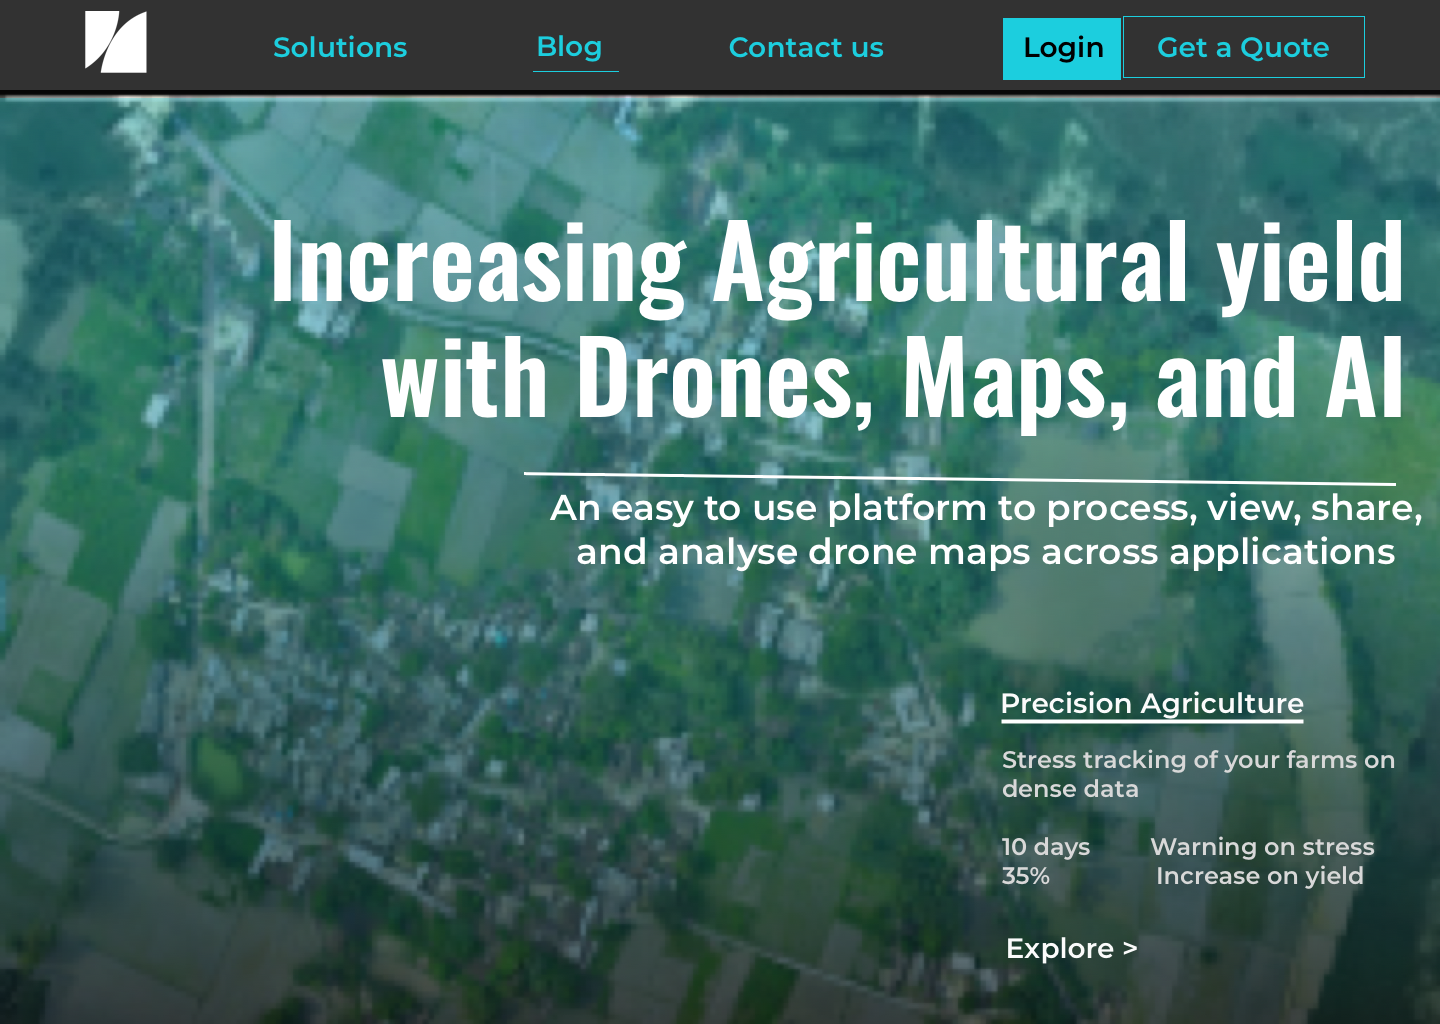 Solutions
Blog
Contact us
Login
Get a Quote
Increasing Agricultural yield
with Drones, Maps, and AI
An easy to use platform to process, view, share,
and analyse drone maps across applications
Precision Agriculture
Stress tracking of your farms on
dense data
10 days Warning on stress
35% Increase on yield
Explore >